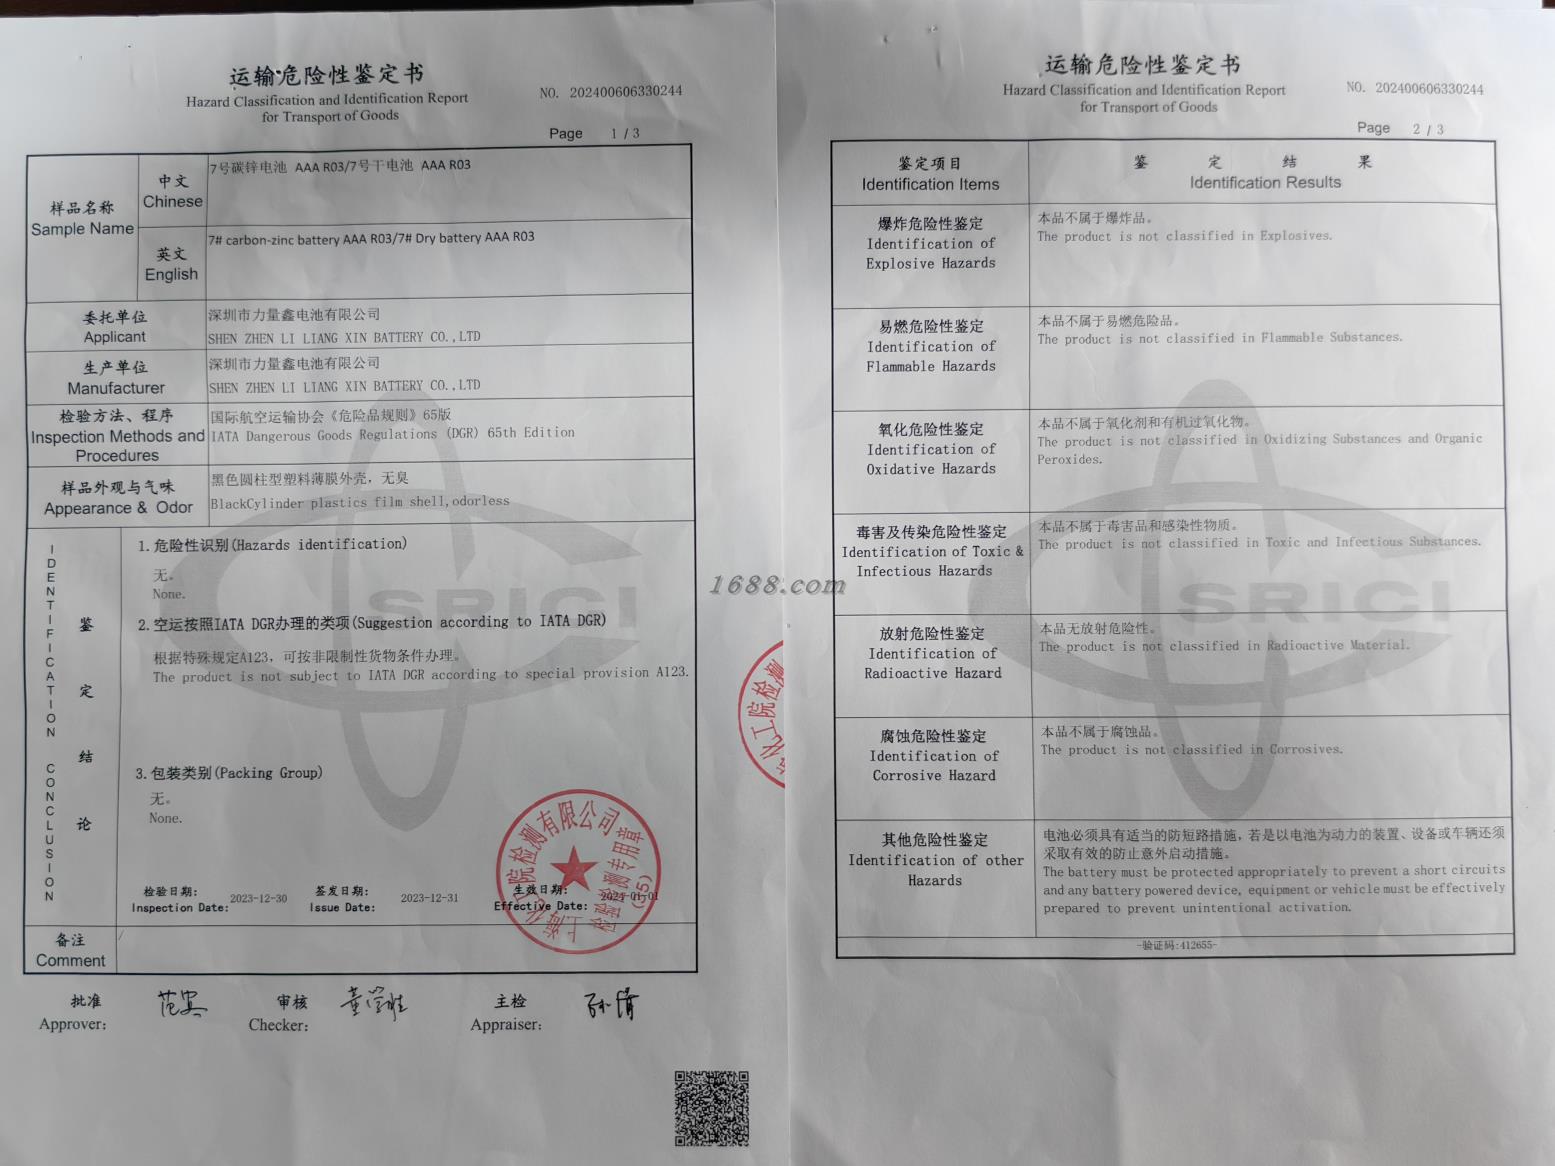 运输危险性鉴定书
Hazard Classification and Identification Report
for Transport of Goods
NO. 202400606330244
Page 1 / 3
样品名称
Sample Name
中文
Chinese
7号碳锌电池 AAA R03/7号干电池 AAA R03
英文
English
7# carbon-zinc battery AAA R03/7# Dry battery AAA R03
委托单位
Applicant
深圳市力量鑫电池有限公司
SHEN ZHEN LI LIANG XIN BATTERY CO.,LTD
生产单位
Manufacturer
深圳市力量鑫电池有限公司
SHEN ZHEN LI LIANG XIN BATTERY CO.,LTD
检验方法、程序
Inspection Methods and
Procedures
国际航空运输协会《危险品规则》65版
IATA Dangerous Goods Regulations (DGR) 65th Edition
样品外观与气味
Appearance & Odor
黑色圆柱型塑料薄膜外壳，无臭
BlackCylinder plastics film shell,odorless
IDENTIFICATION CONCLUSION
鉴定结论
1.危险性识别(Hazards identification)
无。
None.
2.空运按照IATA DGR办理的类项(Suggestion according to IATA DGR)
根据特殊规定A123，可按非限制性货物条件办理。
The product is not subject to IATA DGR according to special provision A123.
3.包装类别(Packing Group)
无。
None.
检验日期:
Inspection Date:
2023-12-30
签发日期:
Issue Date:
2023-12-31
生效日期:
Effective Date:
2024-01-01
上海化工院检测有限公司
检验检测专用章
(55)
备注
Comment
/
批准
Approver:
审核
Checker:
主检
Appraiser:
SRICI
1688.com
化工院检测
运输危险性鉴定书
Hazard Classification and Identification Report
for Transport of Goods
NO. 202400606330244
Page 2 / 3
鉴定项目
Identification Items
鉴 定 结 果
Identification Results
爆炸危险性鉴定
Identification of
Explosive Hazards
本品不属于爆炸品。
The product is not classified in Explosives.
易燃危险性鉴定
Identification of
Flammable Hazards
本品不属于易燃危险品。
The product is not classified in Flammable Substances.
氧化危险性鉴定
Identification of
Oxidative Hazards
本品不属于氧化剂和有机过氧化物。
The product is not classified in Oxidizing Substances and Organic
Peroxides.
毒害及传染危险性鉴定
Identification of Toxic &
Infectious Hazards
本品不属于毒害品和感染性物质。
The product is not classified in Toxic and Infectious Substances.
放射危险性鉴定
Identification of
Radioactive Hazard
本品无放射危险性。
The product is not classified in Radioactive Material.
腐蚀危险性鉴定
Identification of
Corrosive Hazard
本品不属于腐蚀品。
The product is not classified in Corrosives.
其他危险性鉴定
Identification of other
Hazards
电池必须具有适当的防短路措施，若是以电池为动力的装置、设备或车辆还须
采取有效的防止意外启动措施。
The battery must be protected appropriately to prevent a short circuits
and any battery powered device, equipment or vehicle must be effectively
prepared to prevent unintentional activation.
-验证码:412655-
SRICI